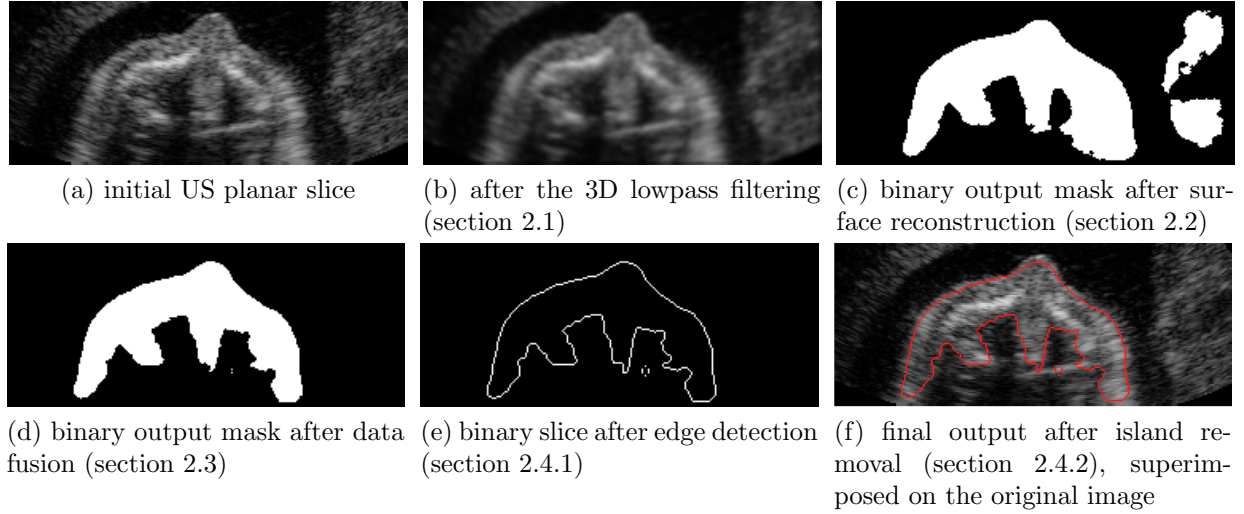 (a) initial US planar slice
(b) after the 3D lowpass filtering
(section 2.1)
(c) binary output mask after sur-
face reconstruction (section 2.2)
(d) binary output mask after data
fusion (section 2.3)
(e) binary slice after edge detection
(section 2.4.1)
(f) final output after island re-
moval (section 2.4.2), superim-
posed on the original image